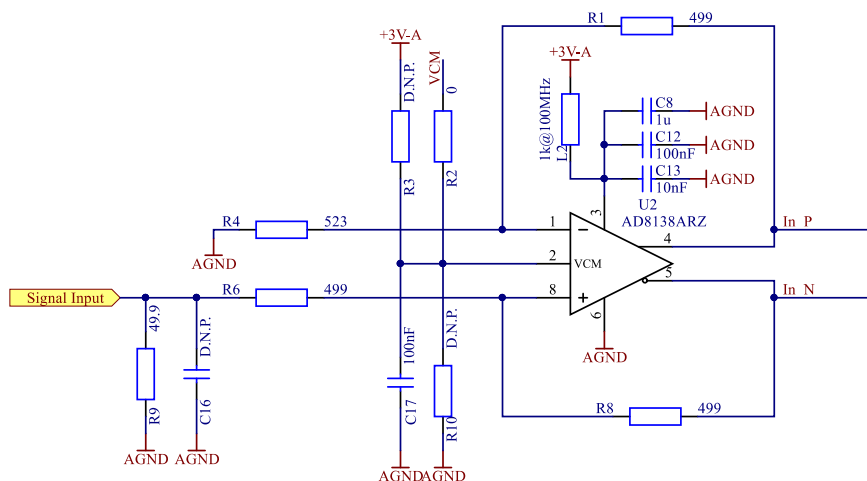 R1
499
+3V-A
D.N.P.
VCM
0
R3
R2
+3V-A
1k@100MHz
L2
C8
1u
AGND
C12
100nF
AGND
C13
10nF
AGND
U2
AD8138ARZ
3
R4
523
AGND
1
2
VCM
8
4
5
6
AGND
In_P
In_N
Signal Input
R6
499
49.9
R9
AGND
D.N.P.
C16
AGND
100nF
C17
AGND
D.N.P.
R10
AGND
R8
499